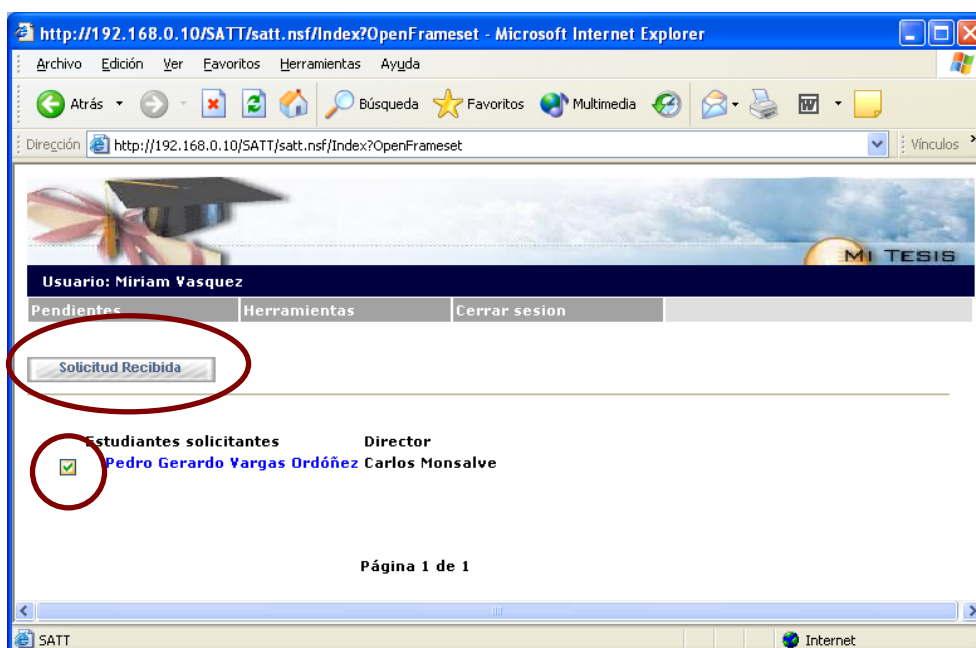 http://192.168.0.10/SATT/satt.nsf/Index?OpenFrameset - Microsoft Internet Explorer
Archivo Edición Ver Favoritos Herramientas Ayuda
Atrás Búsqueda Favoritos Multimedia
Dirección http://192.168.0.10/SATT/satt.nsf/Index?OpenFrameset Vínculos
MI TESIS
Usuario: Miriam Vasquez
Pendientes Herramientas Cerrar sesion
Solicitud Recibida
Estudiantes solicitantes Director
Pedro Gerardo Vargas Ordóñez Carlos Monsalve
Página 1 de 1
SATT Internet